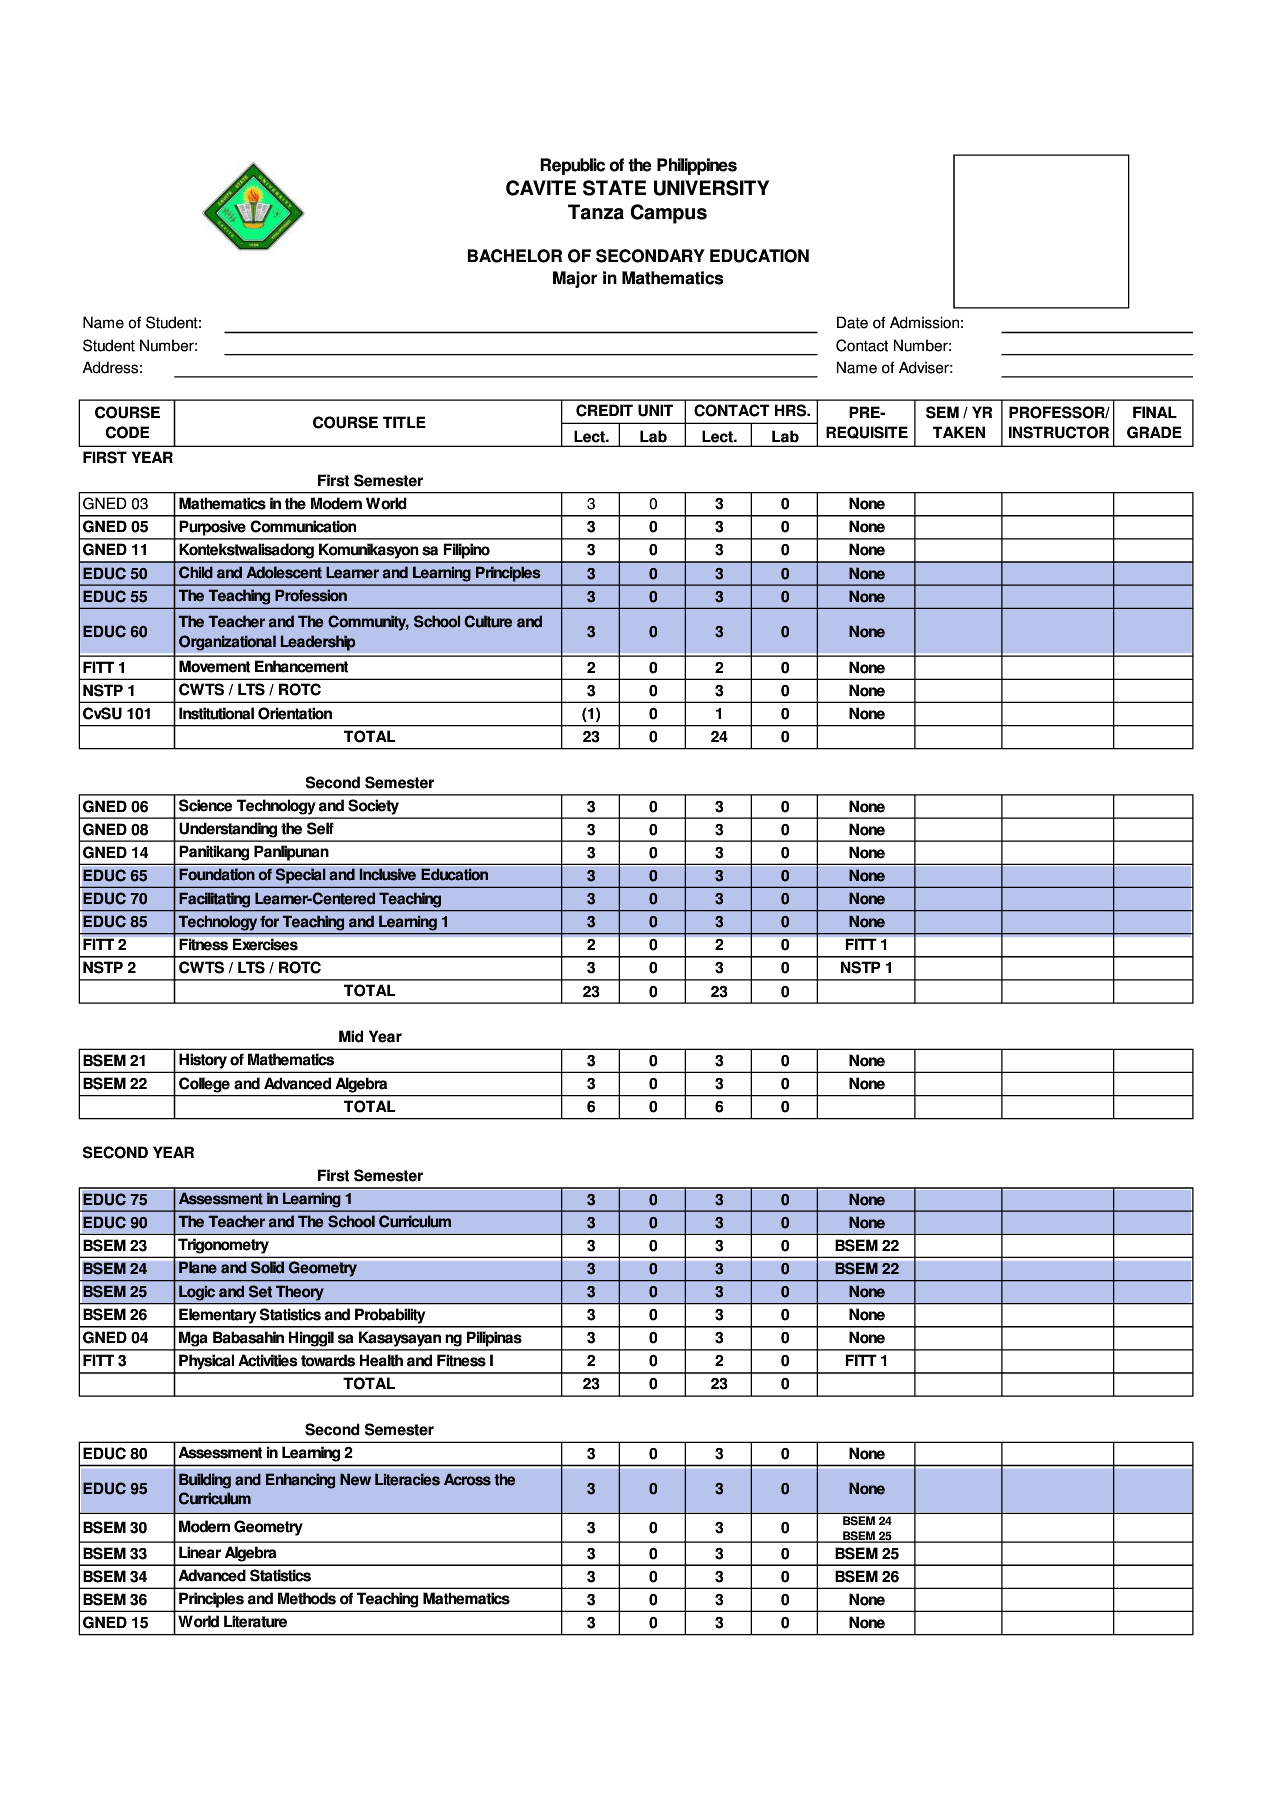 Republic of the Philippines
CAVITE STATE UNIVERSITY
Tanza Campus
BACHELOR OF SECONDARY EDUCATION
Major in Mathematics
Name of Student: Date of Admission:
Student Number: Contact Number:
Address: Name of Adviser:
COURSE CODE COURSE TITLE CREDIT UNIT CONTACT HRS. PRE-REQUISITE SEM / YR TAKEN PROFESSOR/ INSTRUCTOR FINAL GRADE
Lect. Lab Lect. Lab
FIRST YEAR
First Semester
GNED 03 Mathematics in the Modern World 3 0 3 0 None
GNED 05 Purposive Communication 3 0 3 0 None
GNED 11 Kontekstwalisadong Komunikasyon sa Filipino 3 0 3 0 None
EDUC 50 Child and Adolescent Learner and Learning Principles 3 0 3 0 None
EDUC 55 The Teaching Profession 3 0 3 0 None
EDUC 60 The Teacher and The Community, School Culture and Organizational Leadership 3 0 3 0 None
FITT 1 Movement Enhancement 2 0 2 0 None
NSTP 1 CWTS / LTS / ROTC 3 0 3 0 None
CvSU 101 Institutional Orientation (1) 0 1 0 None
TOTAL 23 0 24 0
Second Semester
GNED 06 Science Technology and Society 3 0 3 0 None
GNED 08 Understanding the Self 3 0 3 0 None
GNED 14 Panitikang Panlipunan 3 0 3 0 None
EDUC 65 Foundation of Special and Inclusive Education 3 0 3 0 None
EDUC 70 Facilitating Learner-Centered Teaching 3 0 3 0 None
EDUC 85 Technology for Teaching and Learning 1 3 0 3 0 None
FITT 2 Fitness Exercises 2 0 2 0 FITT 1
NSTP 2 CWTS / LTS / ROTC 3 0 3 0 NSTP 1
TOTAL 23 0 23 0
Mid Year
BSEM 21 History of Mathematics 3 0 3 0 None
BSEM 22 College and Advanced Algebra 3 0 3 0 None
TOTAL 6 0 6 0
SECOND YEAR
First Semester
EDUC 75 Assessment in Learning 1 3 0 3 0 None
EDUC 90 The Teacher and The School Curriculum 3 0 3 0 None
BSEM 23 Trigonometry 3 0 3 0 BSEM 22
BSEM 24 Plane and Solid Geometry 3 0 3 0 BSEM 22
BSEM 25 Logic and Set Theory 3 0 3 0 None
BSEM 26 Elementary Statistics and Probability 3 0 3 0 None
GNED 04 Mga Babasahin Hinggil sa Kasaysayan ng Pilipinas 3 0 3 0 None
FITT 3 Physical Activities towards Health and Fitness I 2 0 2 0 FITT 1
TOTAL 23 0 23 0
Second Semester
EDUC 80 Assessment in Learning 2 3 0 3 0 None
EDUC 95 Building and Enhancing New Literacies Across the Curriculum 3 0 3 0 None
BSEM 30 Modern Geometry 3 0 3 0 BSEM 24 BSEM 25
BSEM 33 Linear Algebra 3 0 3 0 BSEM 25
BSEM 34 Advanced Statistics 3 0 3 0 BSEM 26
BSEM 36 Principles and Methods of Teaching Mathematics 3 0 3 0 None
GNED 15 World Literature 3 0 3 0 None